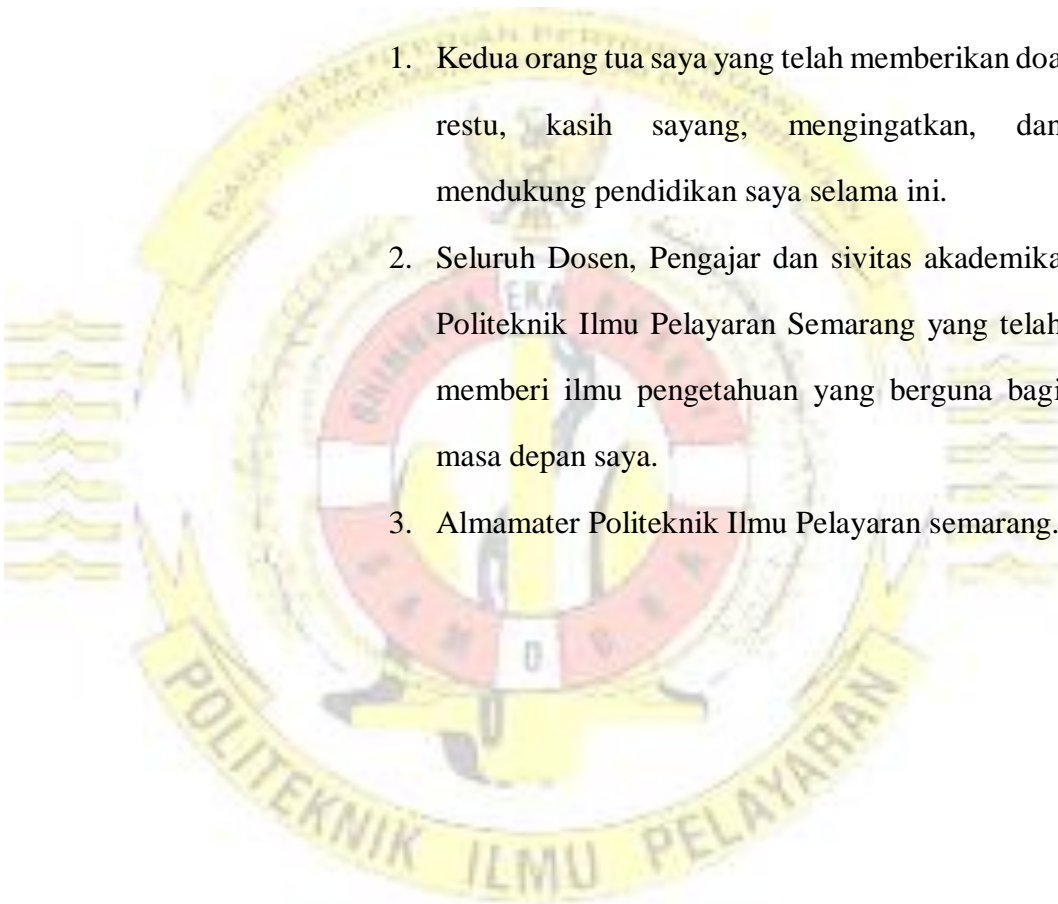 1. Kedua orang tua saya yang telah memberikan doa
restu, kasih sayang, mengingatkan, dan
mendukung pendidikan saya selama ini.
2. Seluruh Dosen, Pengajar dan sivitas akademika
Politeknik Ilmu Pelayaran Semarang yang telah
memberi ilmu pengetahuan yang berguna bagi
masa depan saya.
3. Almamater Politeknik Ilmu Pelayaran semarang.
POLITEKNIK ILMU PELAYARAN